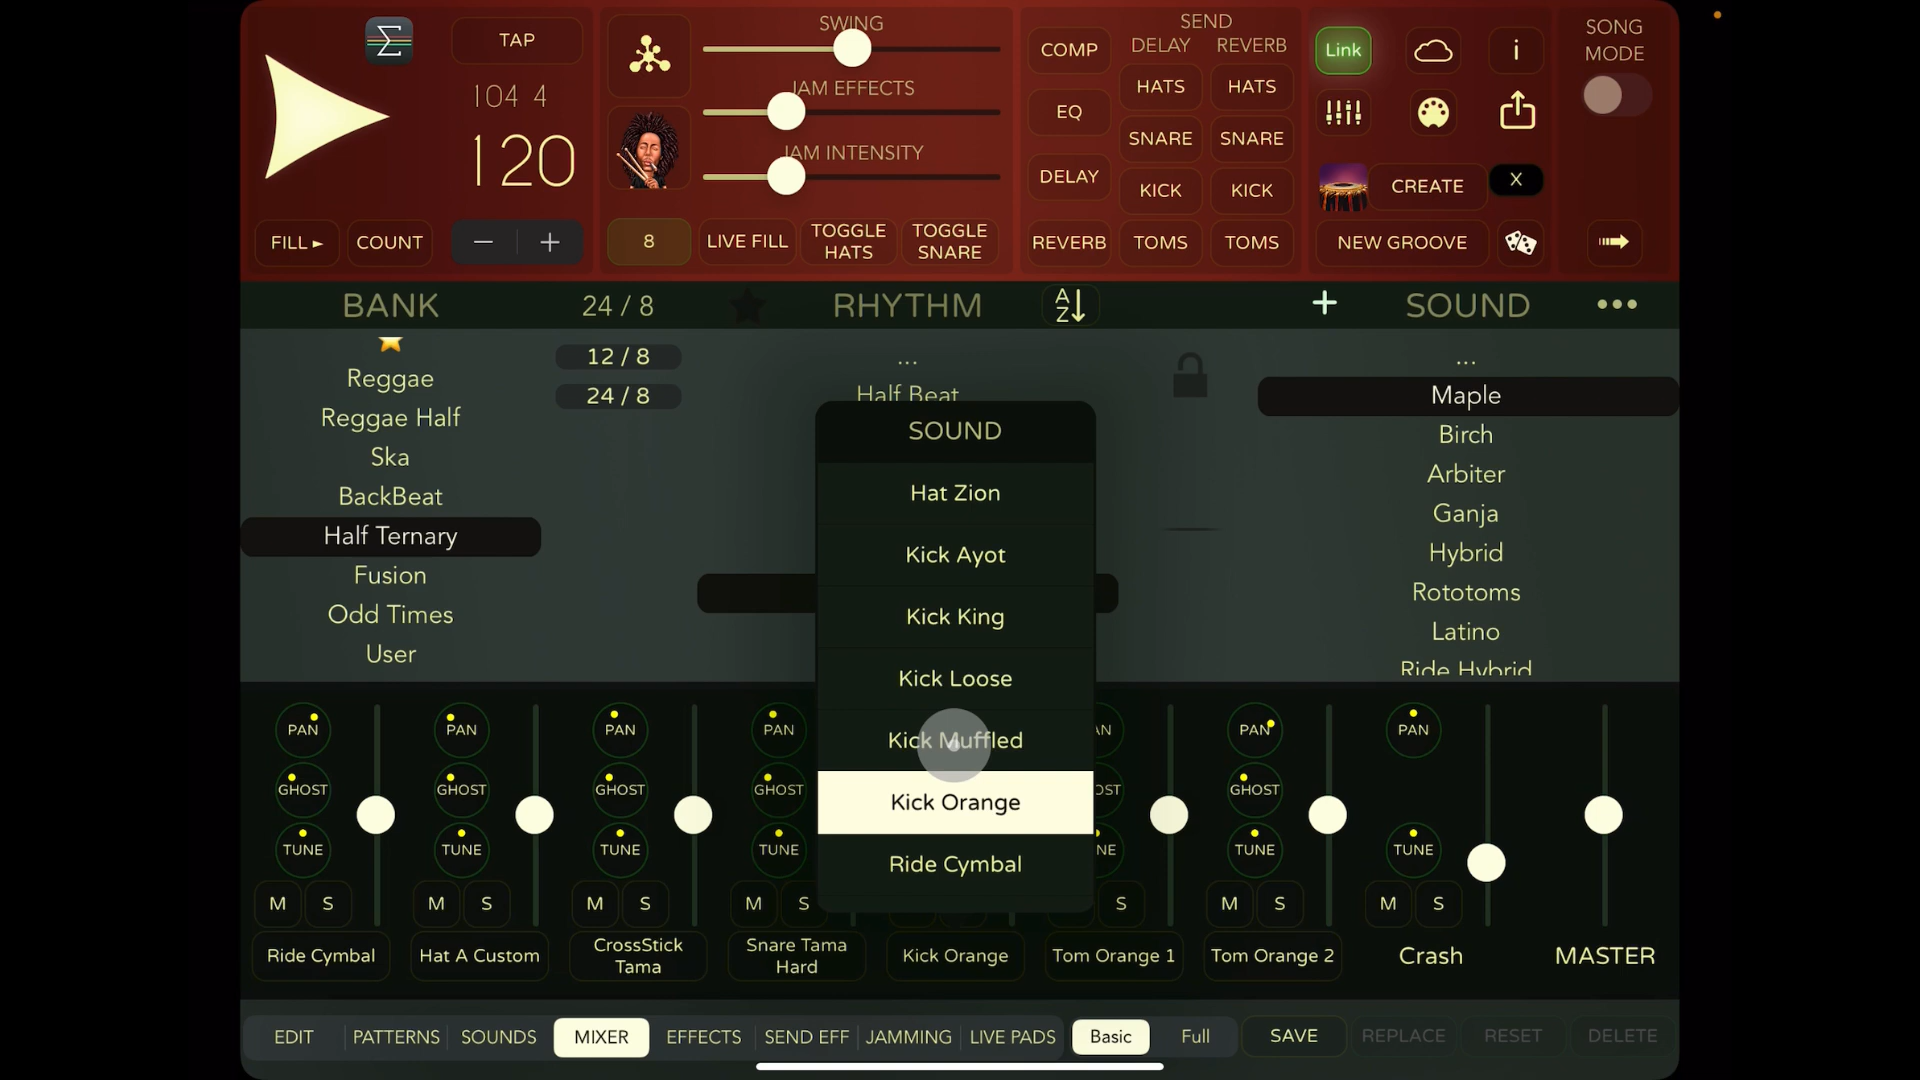 Σ
TAP
104 4
120
FILL►
COUNT
− +
SWING
JAM EFFECTS
JAM INTENSITY
8
LIVE FILL
TOGGLE
HATS
TOGGLE
SNARE
COMP
EQ
DELAY
REVERB
SEND
DELAY REVERB
HATS HATS
SNARE SNARE
KICK KICK
TOMS TOMS
Link
i
CREATE
X
NEW GROOVE
SONG
MODE
BANK
24 / 8
RHYTHM
A
Z
+
SOUND
•••
Reggae
Reggae Half
Ska
BackBeat
Half Ternary
Fusion
Odd Times
User
12 / 8
24 / 8
...
Half Beat
SOUND
Hat Zion
Kick Ayot
Kick King
Kick Loose
Kick Muffled
Kick Orange
Ride Cymbal
...
Maple
Birch
Arbiter
Ganja
Hybrid
Rototoms
Latino
Ride Hybrid
PAN PAN PAN PAN AN PAN PAN
GHOST GHOST GHOST GHOST OST GHOST
TUNE TUNE TUNE TUNE NE TUNE TUNE
M S M S M S M S S M S M S
Ride Cymbal
Hat A Custom
CrossStick
Tama
Snare Tama
Hard
Kick Orange
Tom Orange 1
Tom Orange 2
Crash
MASTER
EDIT PATTERNS SOUNDS MIXER EFFECTS SEND EFF JAMMING LIVE PADS Basic Full SAVE REPLACE RESET DELETE